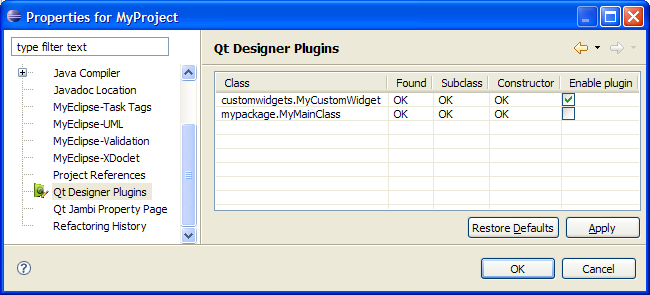 Properties for MyProject
type filter text
Java Compiler
Javadoc Location
MyEclipse-Task Tags
MyEclipse-UML
MyEclipse-Validation
MyEclipse-XDoclet
Project References
Qt Designer Plugins
Qt Jambi Property Page
Refactoring History
Qt Designer Plugins
Class Found Subclass Constructor Enable plugin
customwidgets.MyCustomWidget OK OK OK
mypackage.MyMainClass OK OK OK
Restore Defaults Apply
? OK Cancel